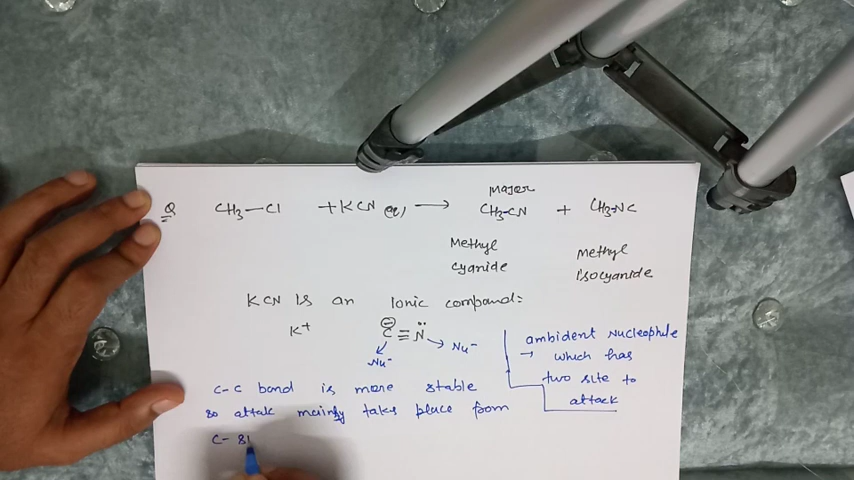 Q CH₃-Cl + KCN (aq) ⟶ CH₃-CN + CH₃-NC
Major
Methyl cyanide
Methyl isocyanide
KCN is an Ionic compound:
K⁺ :C⁻≡N̈
Nu⁻ Nu⁻
ambident Nucleophile
→ which has
two site to
attack
C-C bond is more stable
so attak mainly takes place from
C-